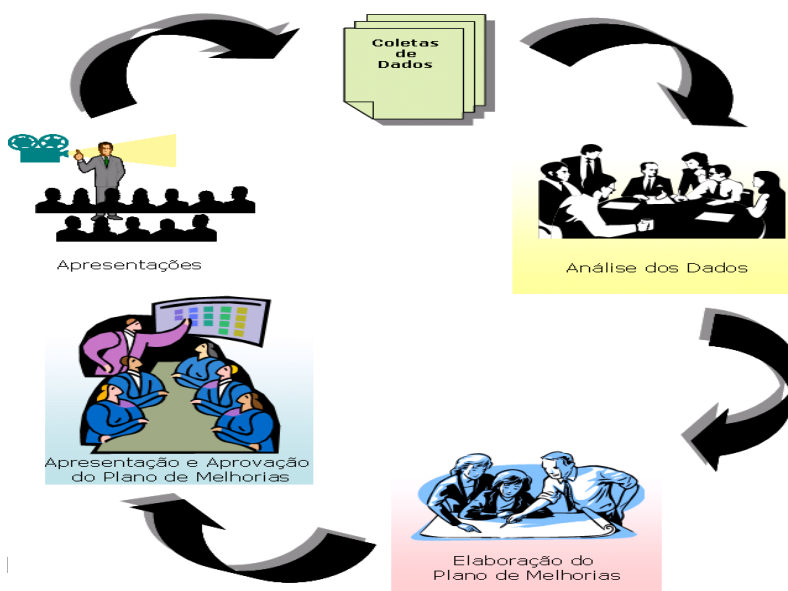 Coletas
de
Dados
Apresentações
Análise dos Dados
Apresentação e Aprovação
do Plano de Melhorias
Elaboração do
Plano de Melhorias